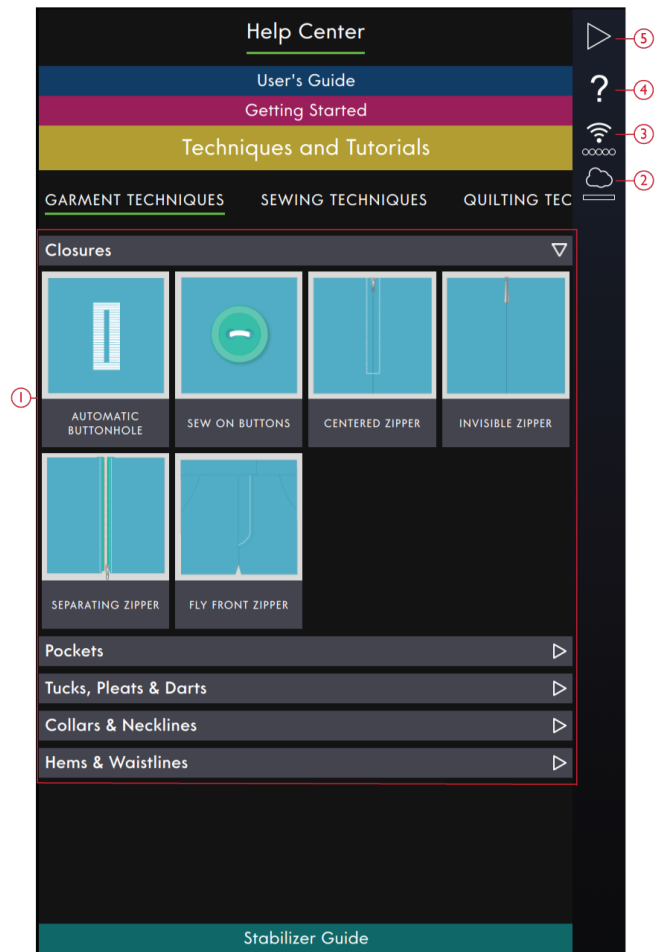 Help Center
User's Guide
Getting Started
Techniques and Tutorials
GARMENT TECHNIQUES SEWING TECHNIQUES QUILTING TEC
Closures
AUTOMATIC
BUTTONHOLE
SEW ON BUTTONS
CENTERED ZIPPER
INVISIBLE ZIPPER
SEPARATING ZIPPER
FLY FRONT ZIPPER
Pockets
Tucks, Pleats & Darts
Collars & Necklines
Hems & Waistlines
Stabilizer Guide
?
5
4
3
2
1